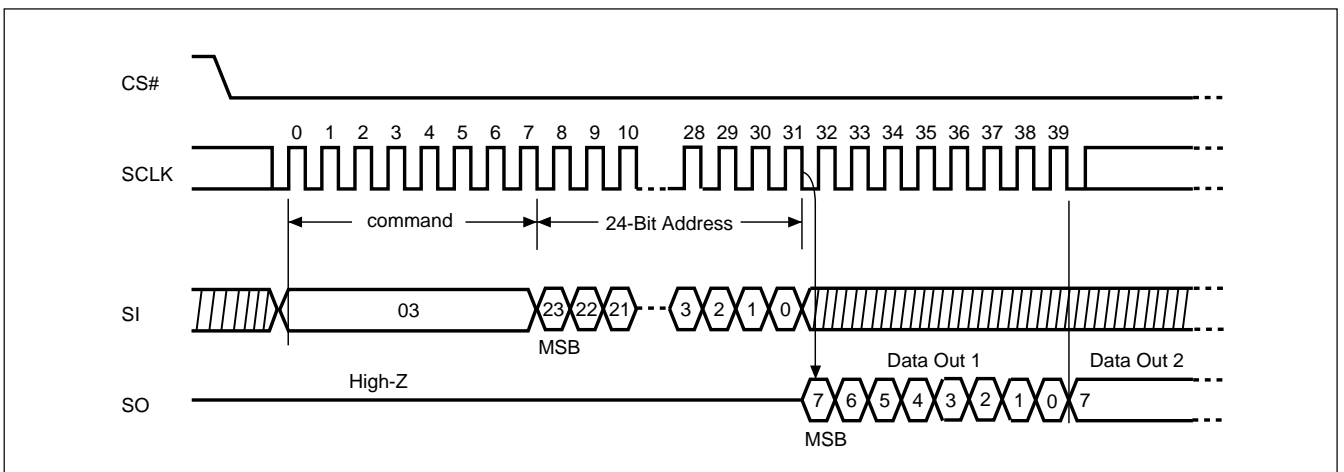 CS#
0 1 2 3 4 5 6 7 8 9 10 28 29 30 31 32 33 34 35 36 37 38 39
SCLK
command 24-Bit Address
SI 03 23 22 21 3 2 1 0
MSB
Data Out 1 Data Out 2
High-Z
SO 7 6 5 4 3 2 1 0 7
MSB